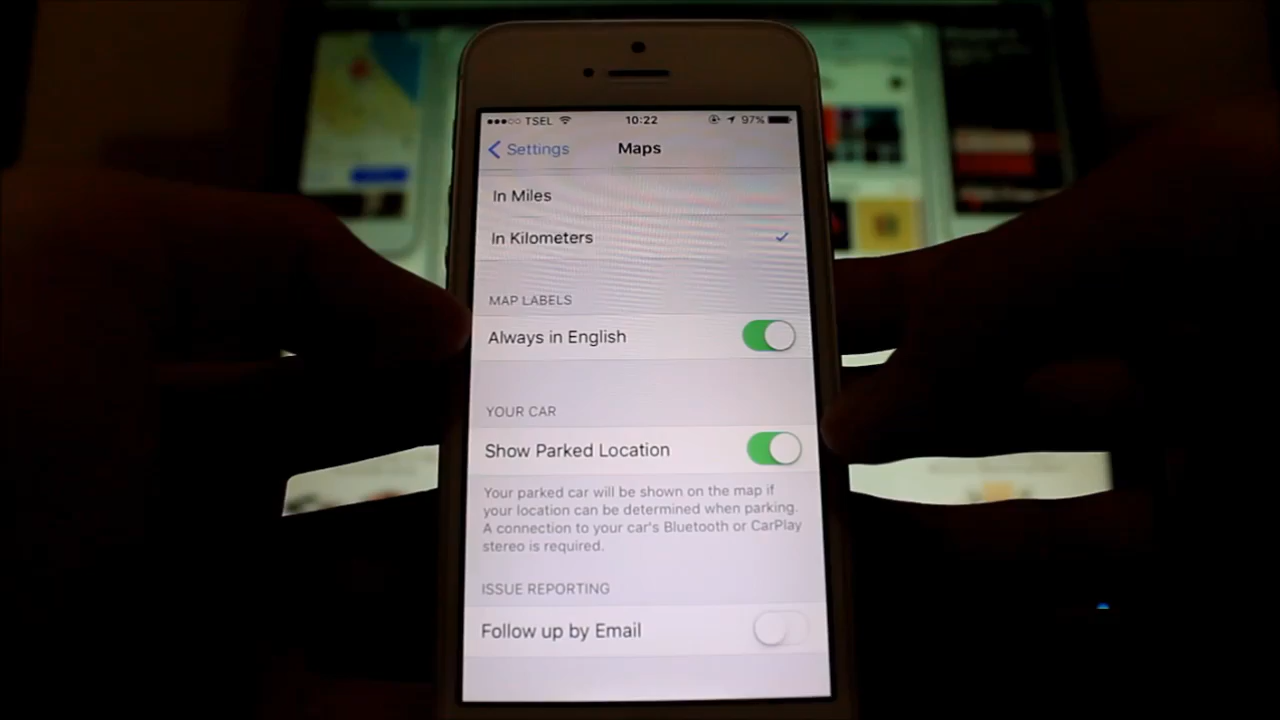 TSEL 10:22 97%
Settings Maps
In Miles
In Kilometers
MAP LABELS
Always in English
YOUR CAR
Show Parked Location
Your parked car will be shown on the map if
your location can be determined when parking.
A connection to your car's Bluetooth or CarPlay
stereo is required.
ISSUE REPORTING
Follow up by Email